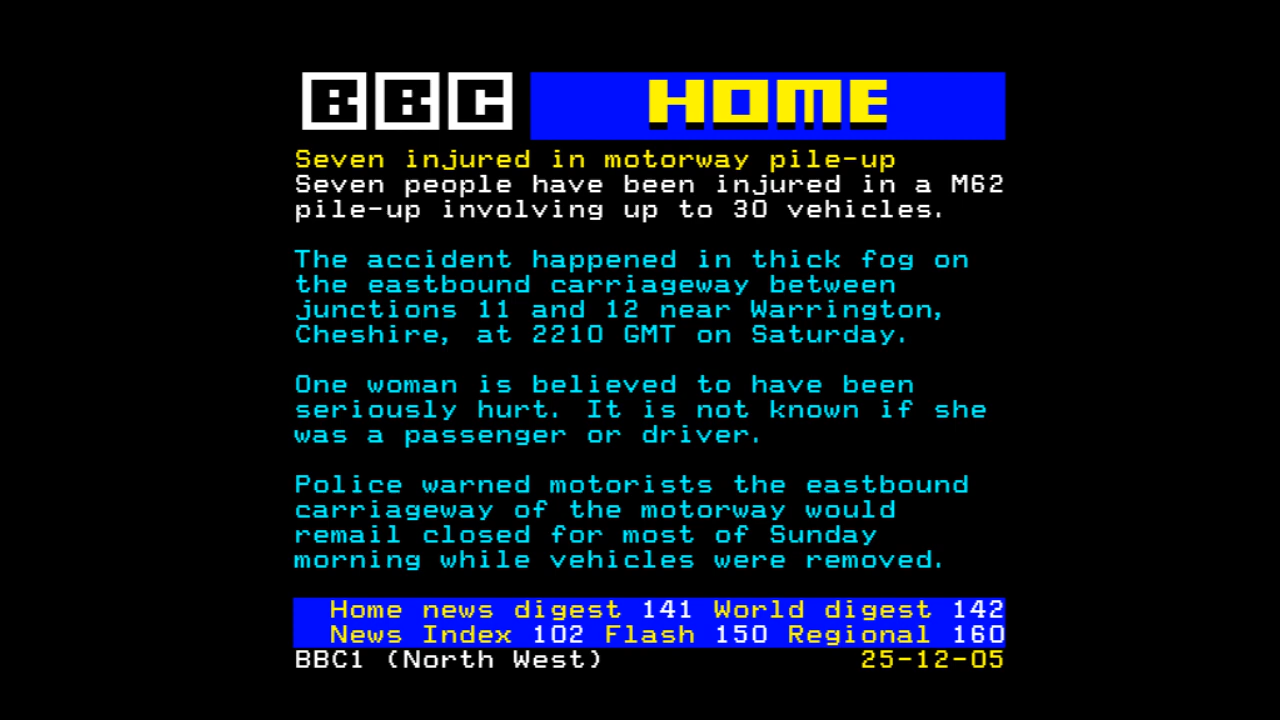 BBC HOME
Seven injured in motorway pile-up
Seven people have been injured in a M62
pile-up involving up to 30 vehicles.
The accident happened in thick fog on
the eastbound carriageway between
junctions 11 and 12 near Warrington,
Cheshire, at 2210 GMT on Saturday.
One woman is believed to have been
seriously hurt. It is not known if she
was a passenger or driver.
Police warned motorists the eastbound
carriageway of the motorway would
remail closed for most of Sunday
morning while vehicles were removed.
Home news digest 141 World digest 142
News Index 102 Flash 150 Regional 160
BBC1 (North West) 25-12-05